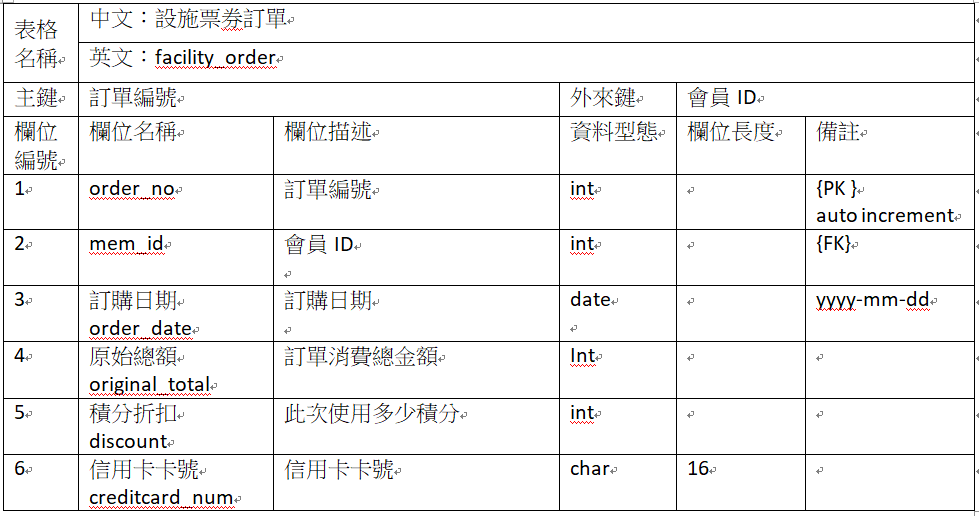 表格名稱 中文：設施票券訂單
英文：facility_order
主鍵 訂單編號 外來鍵 會員 ID
欄位編號 欄位名稱 欄位描述 資料型態 欄位長度 備註
1 order_no 訂單編號 int {PK }
auto increment
2 mem_id 會員 ID int {FK}
3 訂購日期 訂購日期 date yyyy-mm-dd
order_date
4 原始總額 訂單消費總金額 Int
original_total
5 積分折扣 此次使用多少積分 int
discount
6 信用卡卡號 信用卡卡號 char 16
creditcard_num